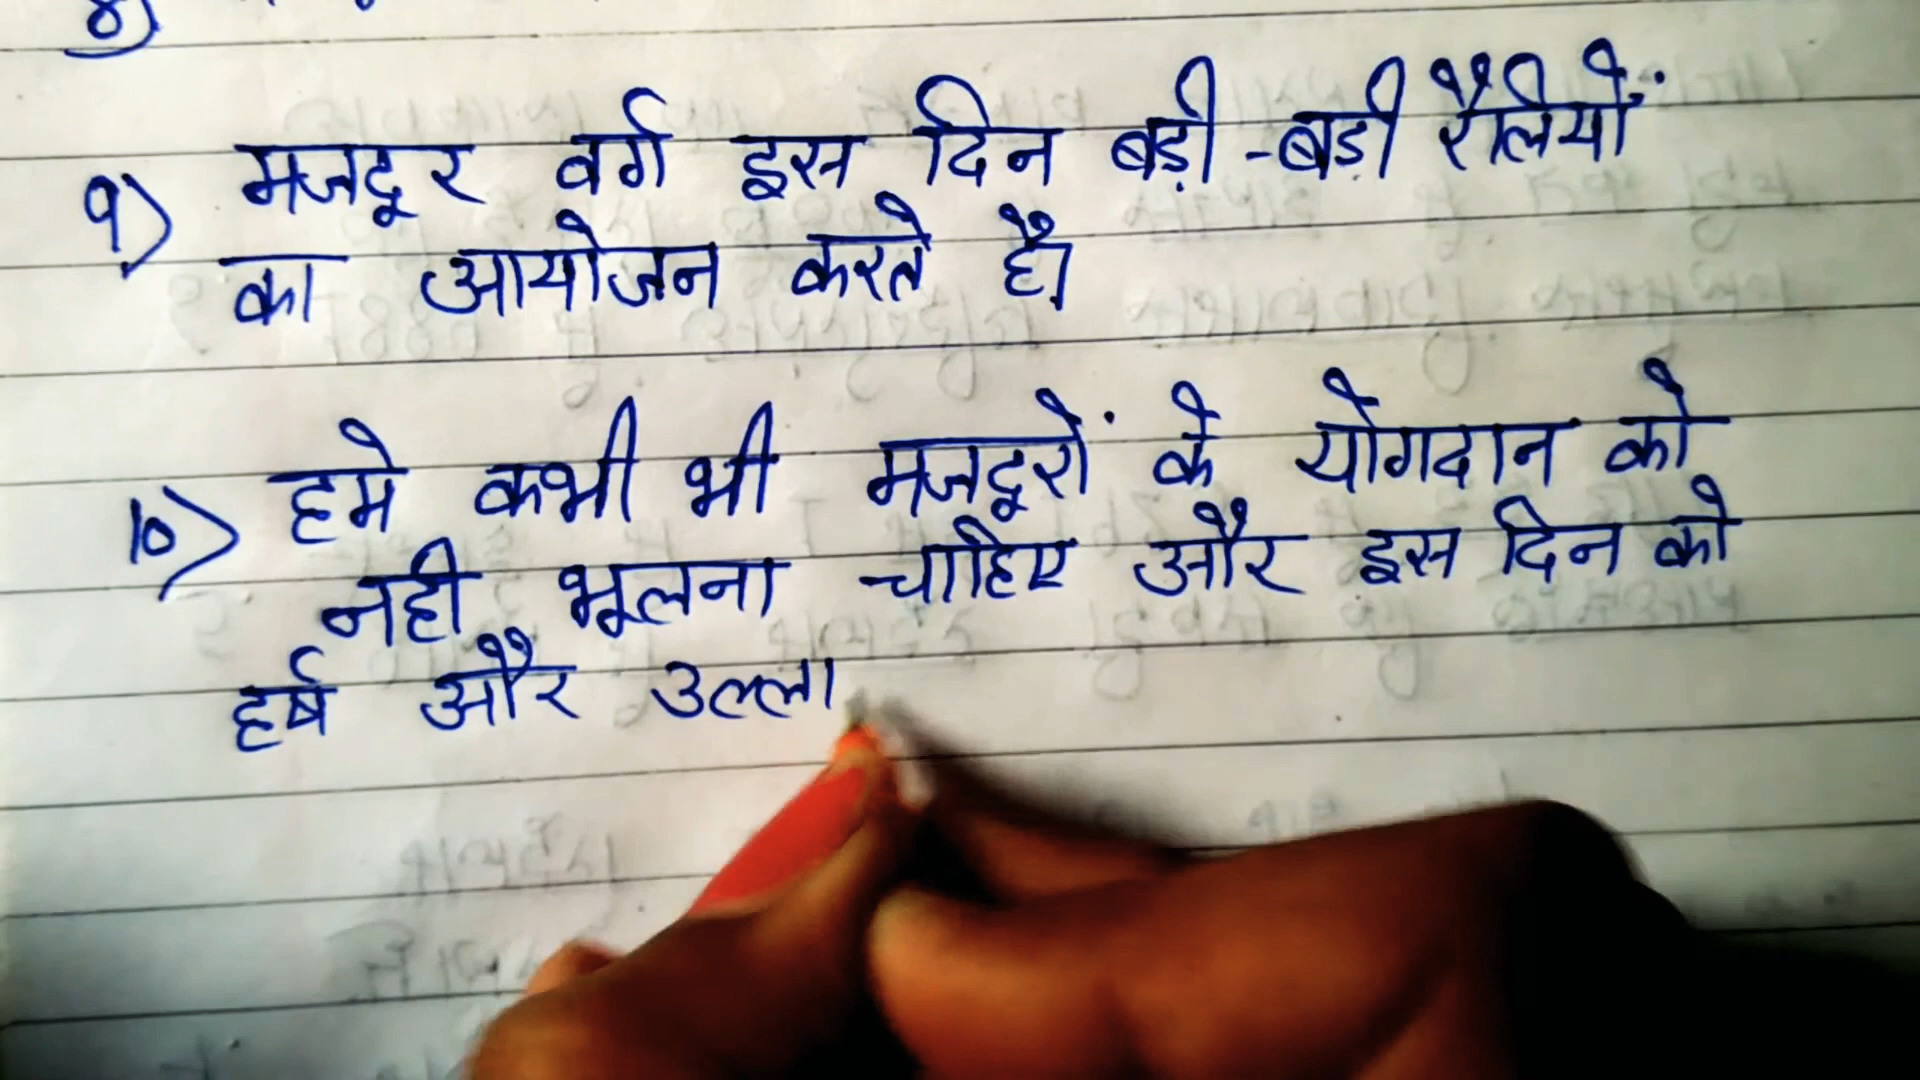 8)
9) मजदूर वर्ग इस दिन बड़ी-बड़ी रैलियों
का आयोजन करते है।
10) हमे कभी भी मजदूरों के योगदान को
नही भूलना चाहिए और इस दिन को
हर्ष और उल्ला